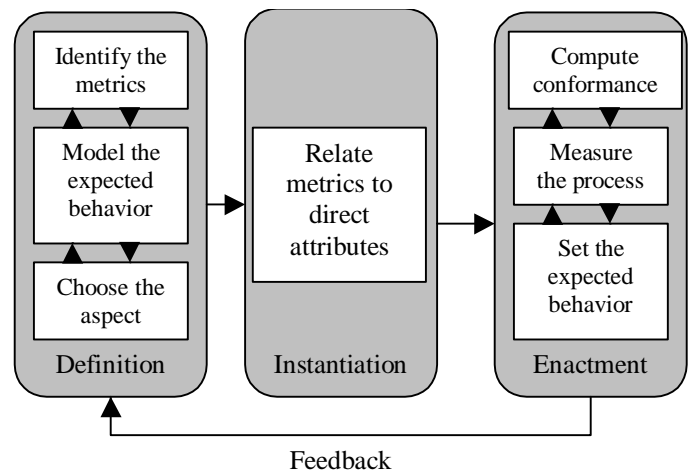 Identify the
metrics
Model the
expected
behavior
Choose the
aspect
Definition
Relate
metrics to
direct
attributes
Instantiation
Compute
conformance
Measure
the process
Set the
expected
behavior
Enactment
Feedback